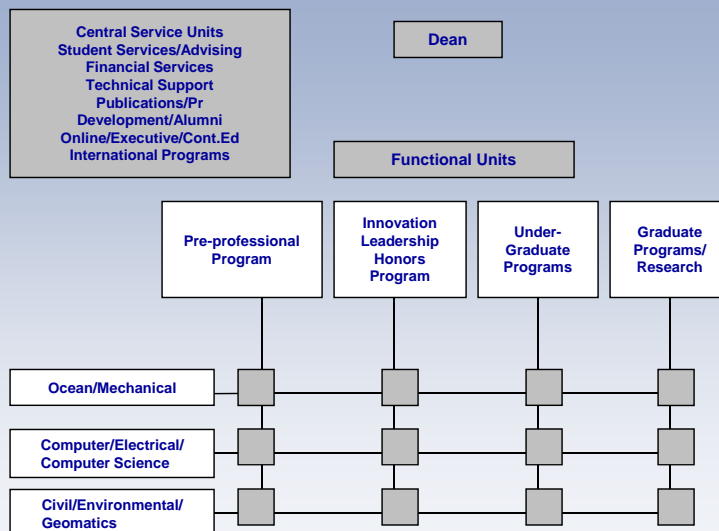 Central Service Units
Student Services/Advising
Financial Services
Technical Support
Publications/Pr
Development/Alumni
Online/Executive/Cont.Ed
International Programs
Dean
Functional Units
Pre-professional
Program
Innovation
Leadership
Honors
Program
Under-
Graduate
Programs
Graduate
Programs/
Research
Ocean/Mechanical
Computer/Electrical/
Computer Science
Civil/Environmental/
Geomatics